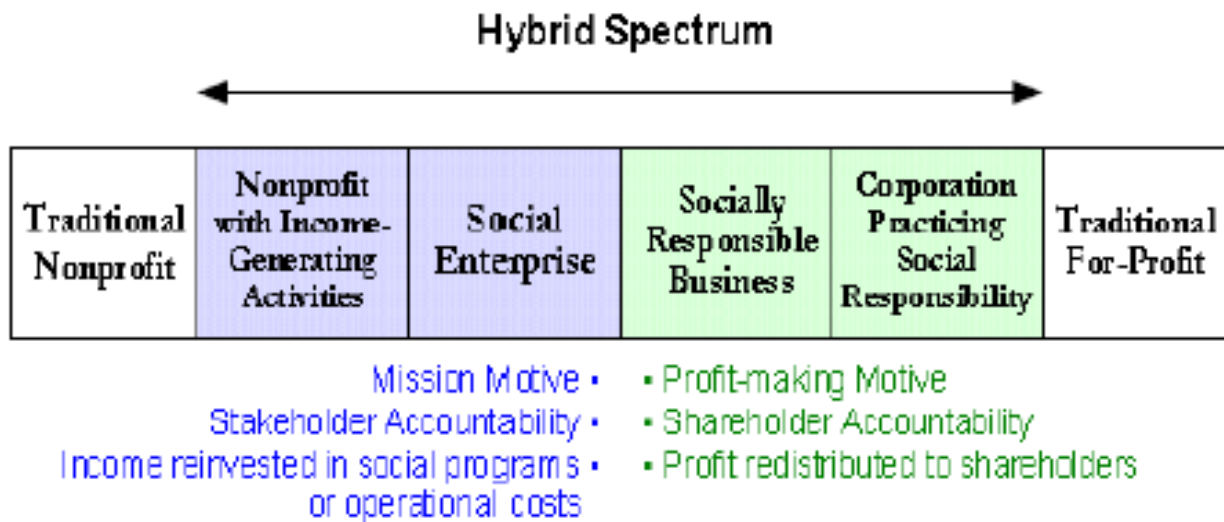 Hybrid Spectrum
Traditional
Nonprofit
Nonprofit
with Income-
Generating
Activities
Social
Enterprise
Socially
Responsible
Business
Corporation
Practicing
Social
Responsibility
Traditional
For-Profit
Mission Motive •
Stakeholder Accountability •
Income reinvested in social programs •
or operational costs
• Profit-making Motive
• Shareholder Accountability
• Profit redistributed to shareholders